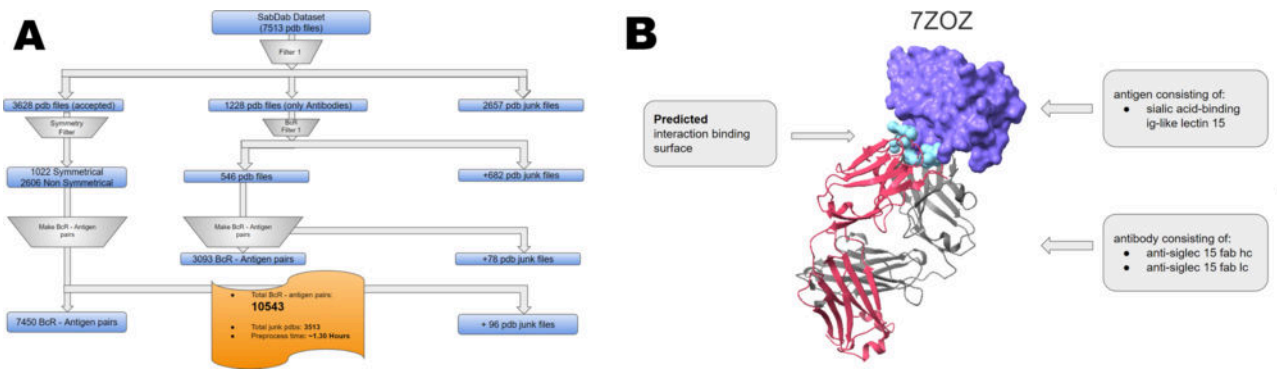 A
SabDab Dataset
(7513 pdb files)
Filter 1
3628 pdb files (accepted)
1228 pdb files (only Antibodies)
2657 pdb junk files
Symmetry
Filter
BcR
Filter 1
1022 Symmetrical
2606 Non Symmetrical
546 pdb files
+682 pdb junk files
Make BcR - Antigen
pairs
Make BcR - Antigen
pairs
3093 BcR - Antigen pairs
+78 pdb junk files
• Total BcR - antigen pairs:
10543
• Total junk pdbs: 3513
• Preprocess time: ~1.30 Hours
7450 BcR - Antigen pairs
+ 96 pdb junk files
B
7ZOZ
Predicted
interaction binding
surface
antigen consisting of:
• sialic acid-binding
ig-like lectin 15
antibody consisting of:
• anti-siglec 15 fab hc
• anti-siglec 15 fab lc